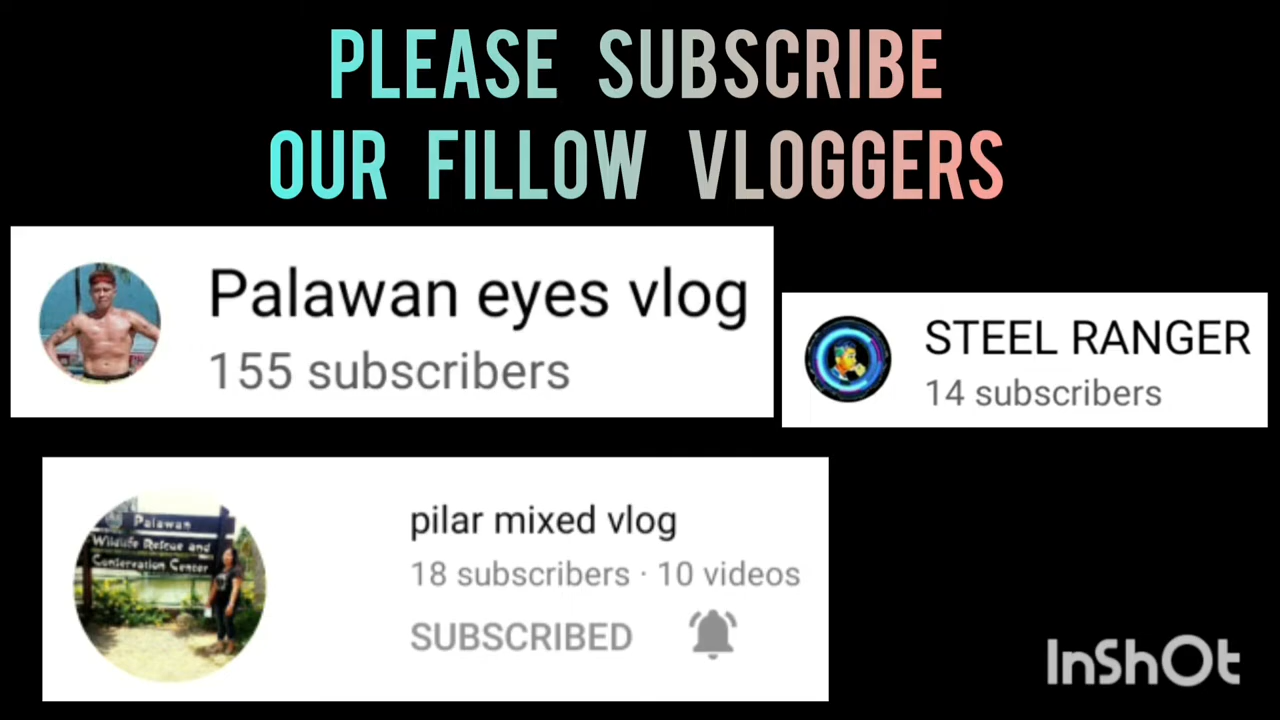 PLEASE SUBSCRIBE
OUR FILLOW VLOGGERS
Palawan eyes vlog
155 subscribers
STEEL RANGER
14 subscribers
Palawan
Wildlife Rescue and
Conservation Center
pilar mixed vlog
18 subscribers · 10 videos
SUBSCRIBED
InShOt